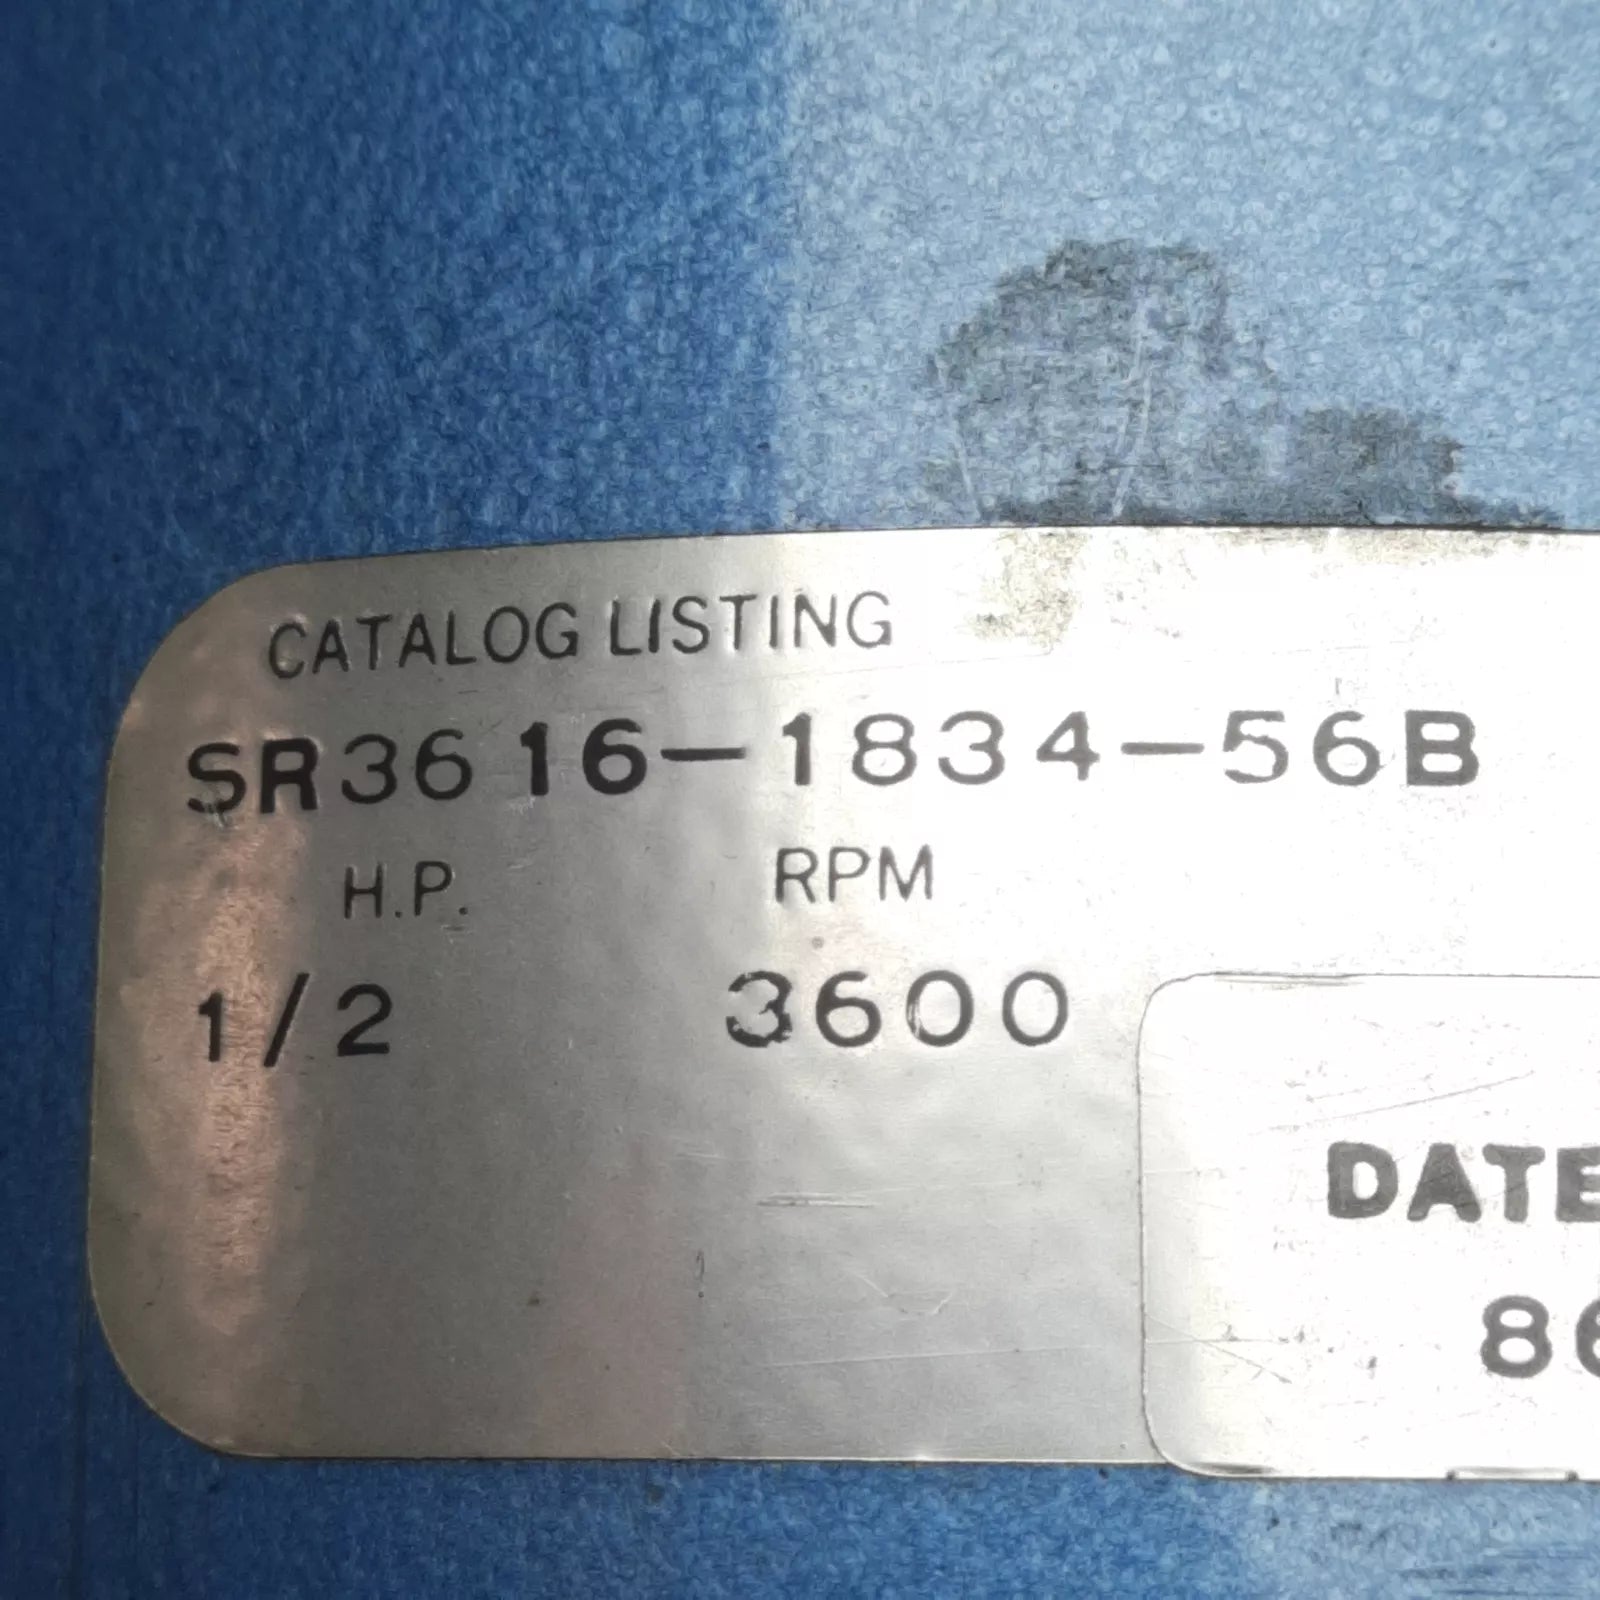 CATALOG LISTING
SR3616-1834-56B
H.P. RPM
1/2 3600
DATE
86